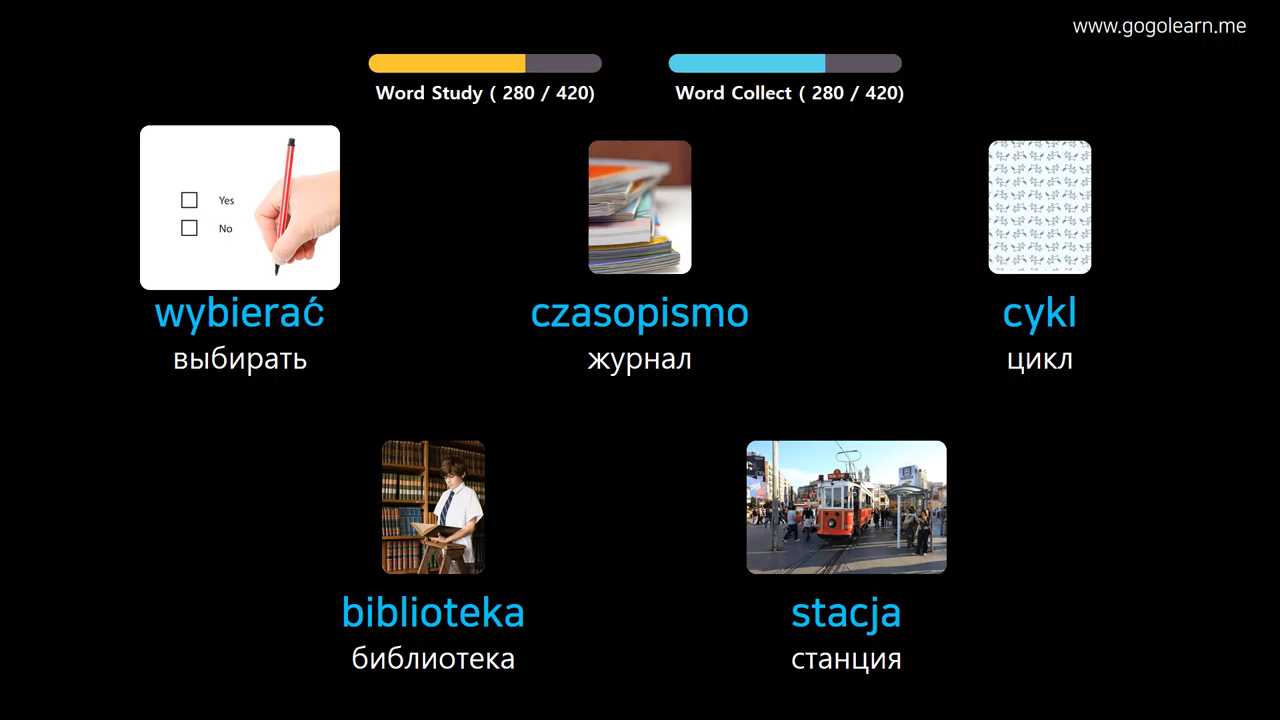 www.gogolearn.me
Word Study ( 280 / 420)
Word Collect ( 280 / 420)
Yes
No
wybierać
выбирать
czasopismo
журнал
cykl
цикл
biblioteka
библиотека
stacja
станция